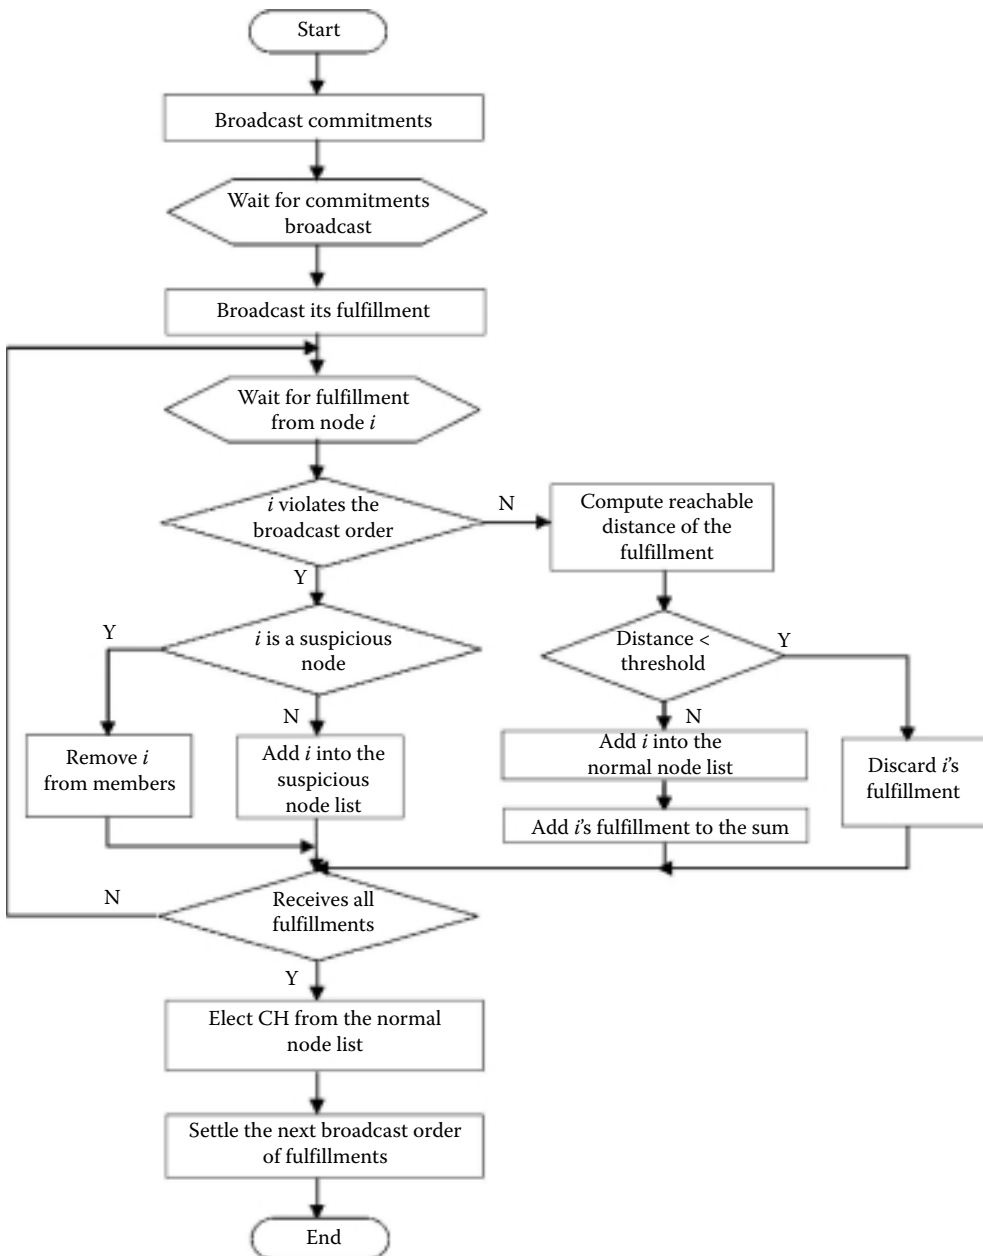 Start
Broadcast commitments
Wait for commitments
broadcast
Broadcast its fulfillment
Wait for fulfillment
from node i
i violates the
broadcast order
N
Compute reachable
distance of the
fulfillment
Y
Y
i is a suspicious
node
Distance <
threshold
Y
N
N
Remove i
from members
Add i into the
suspicious
node list
Add i into the
normal node list
Discard i's
fulfillment
Add i's fulfillment to the sum
N
Receives all
fulfillments
Y
Elect CH from the normal
node list
Settle the next broadcast order
of fulfillments
End